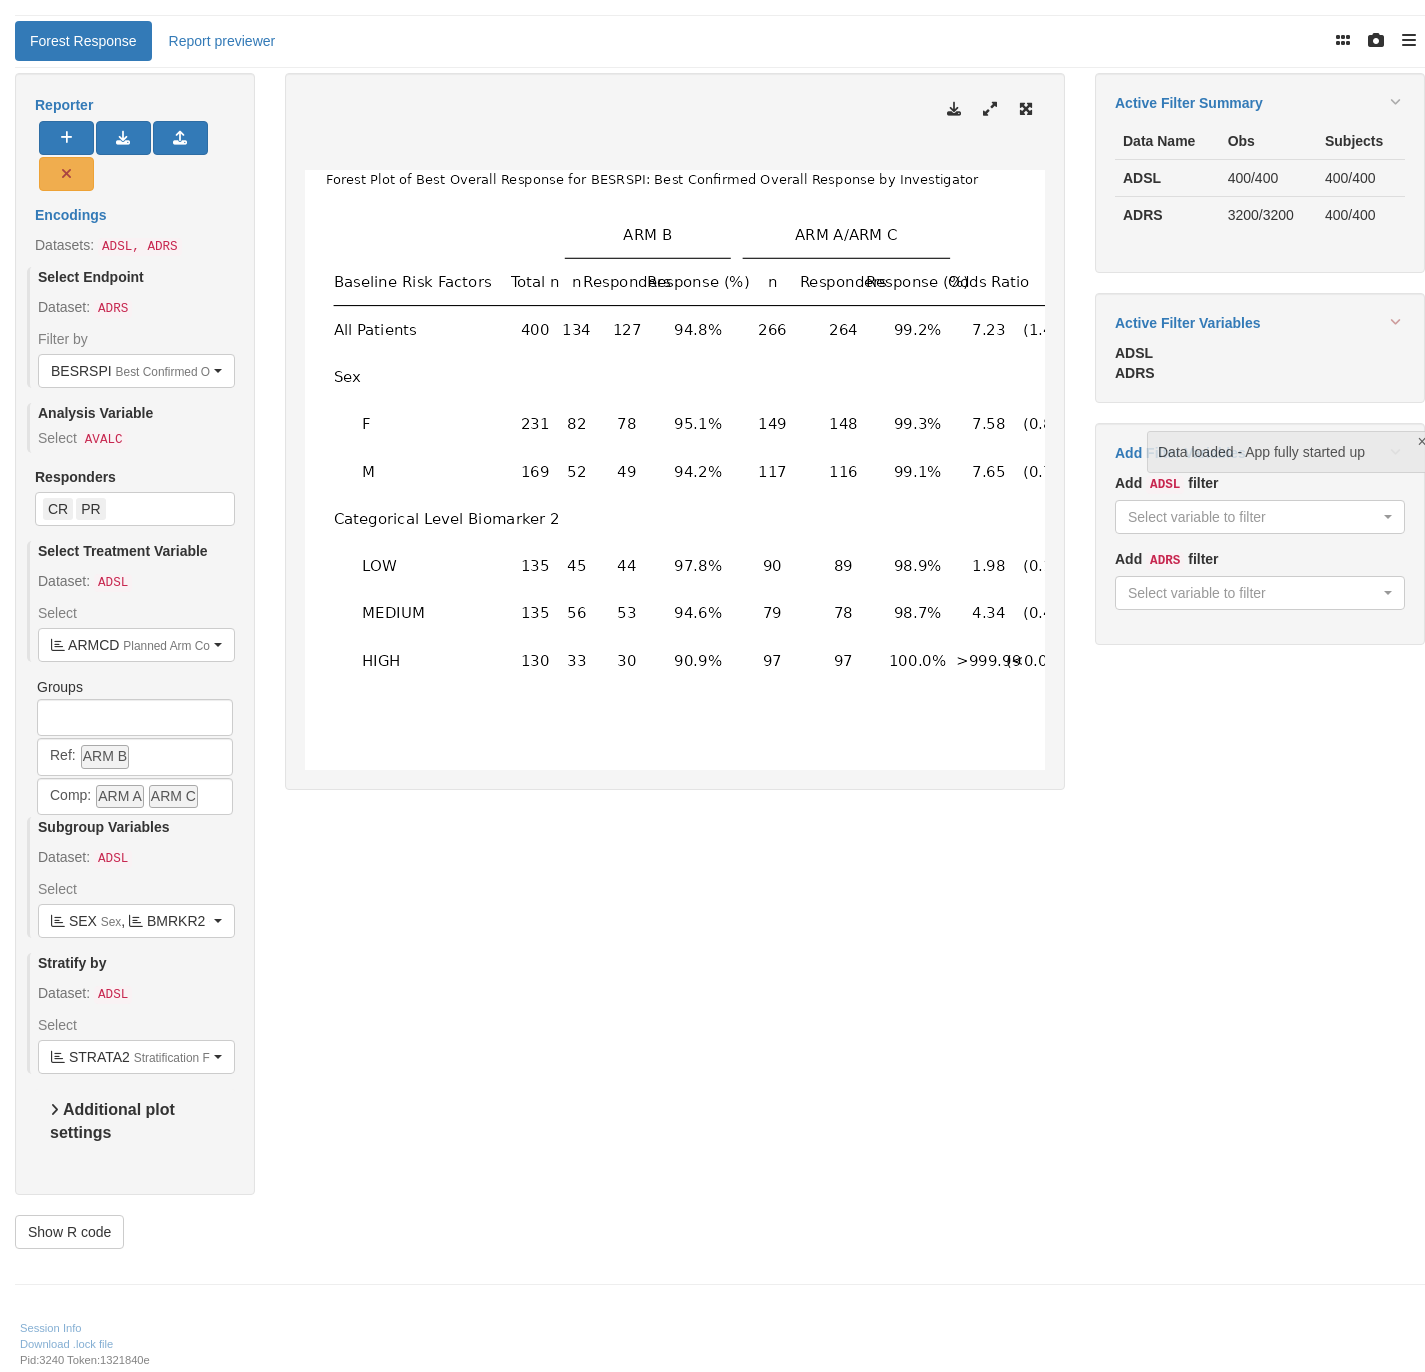 Forest Response
Report previewer
Reporter
Encodings
Datasets: ADSL, ADRS
Select Endpoint
Dataset: ADRS
Filter by
BESRSPI Best Confirmed O
Analysis Variable
Select AVALC
Responders
CR PR
Select Treatment Variable
Dataset: ADSL
Select
ARMCD Planned Arm Co
Groups
Ref: ARM B
Comp: ARM A ARM C
Subgroup Variables
Dataset: ADSL
Select
SEX Sex, BMRKR2
Stratify by
Dataset: ADSL
Select
STRATA2 Stratification F
Additional plot
settings
Show R code
Forest Plot of Best Overall Response for BESRSPI: Best Confirmed Overall Response by Investigator
ARM B ARM A/ARM C
Baseline Risk Factors Total n n Responders Response (%) n Responders Response (%) Odds Ratio
All Patients 400 134 127 94.8% 266 264 99.2% 7.23 (1.4
Sex
F 231 82 78 95.1% 149 148 99.3% 7.58 (0.8
M 169 52 49 94.2% 117 116 99.1% 7.65 (0.7
Categorical Level Biomarker 2
LOW 135 45 44 97.8% 90 89 98.9% 1.98 (0.
MEDIUM 135 56 53 94.6% 79 78 98.7% 4.34 (0.4
HIGH 130 33 30 90.9% 97 97 100.0% >999.99 (<0.0
Active Filter Summary
Data Name Obs Subjects
ADSL 400/400 400/400
ADRS 3200/3200 400/400
Active Filter Variables
ADSL
ADRS
Add
Data loaded - App fully started up
×
Add ADSL filter
Select variable to filter
Add ADRS filter
Select variable to filter
Session Info
Download .lock file
Pid:3240 Token:1321840e